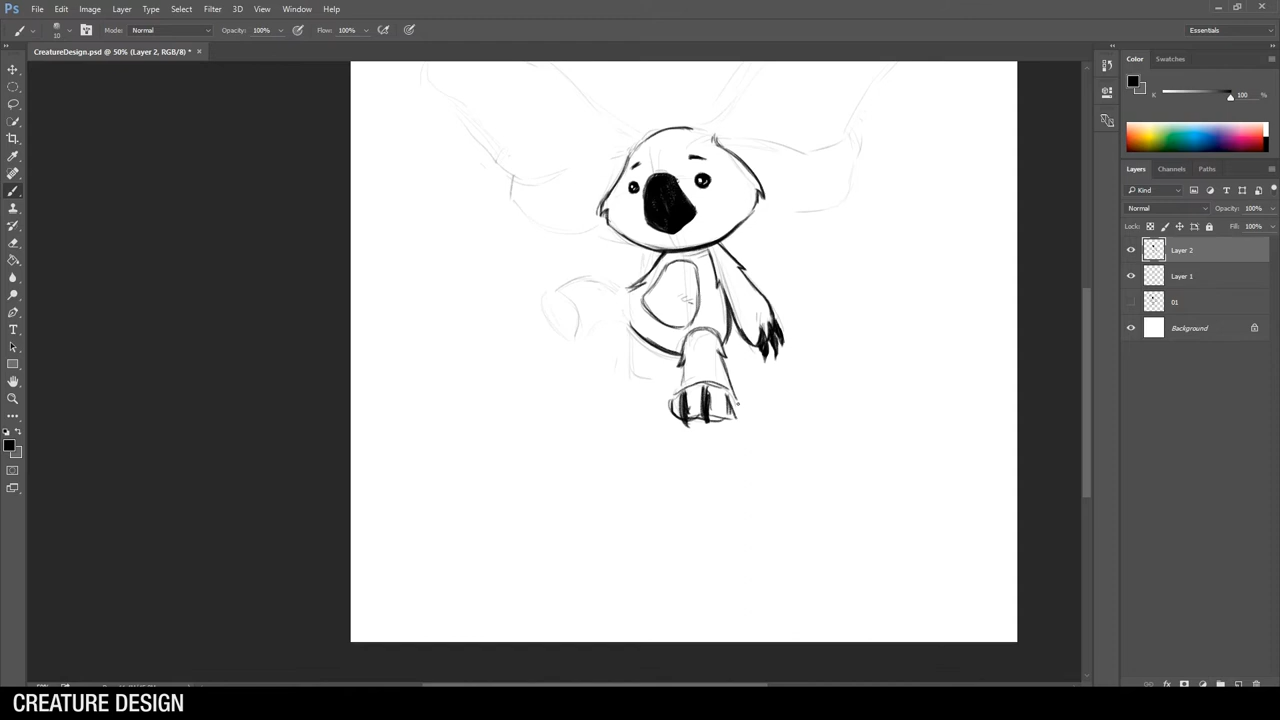 Ps File Edit Image Layer Type Select Filter 3D View Window Help
10 Mode: Normal Opacity: 100% Flow: 100% Essentials
CreatureDesign.psd @ 50% (Layer 2, RGB/8) * ×
Color Swatches
K 100 %
Layers Channels Paths
Kind
Normal Opacity: 100%
Lock: Fill: 100%
Layer 2
Layer 1
01
Background
CREATURE DESIGN